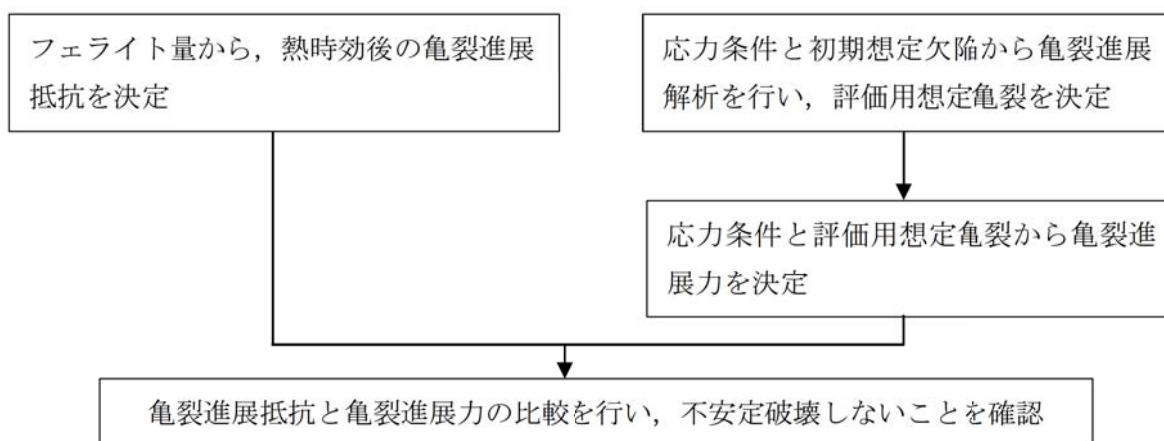 フェライト量から，熱時効後の亀裂進展
抵抗を決定
応力条件と初期想定欠陥から亀裂進展
解析を行い，評価用想定亀裂を決定
応力条件と評価用想定亀裂から亀裂進
展力を決定
亀裂進展抵抗と亀裂進展力の比較を行い，不安定破壊しないことを確認